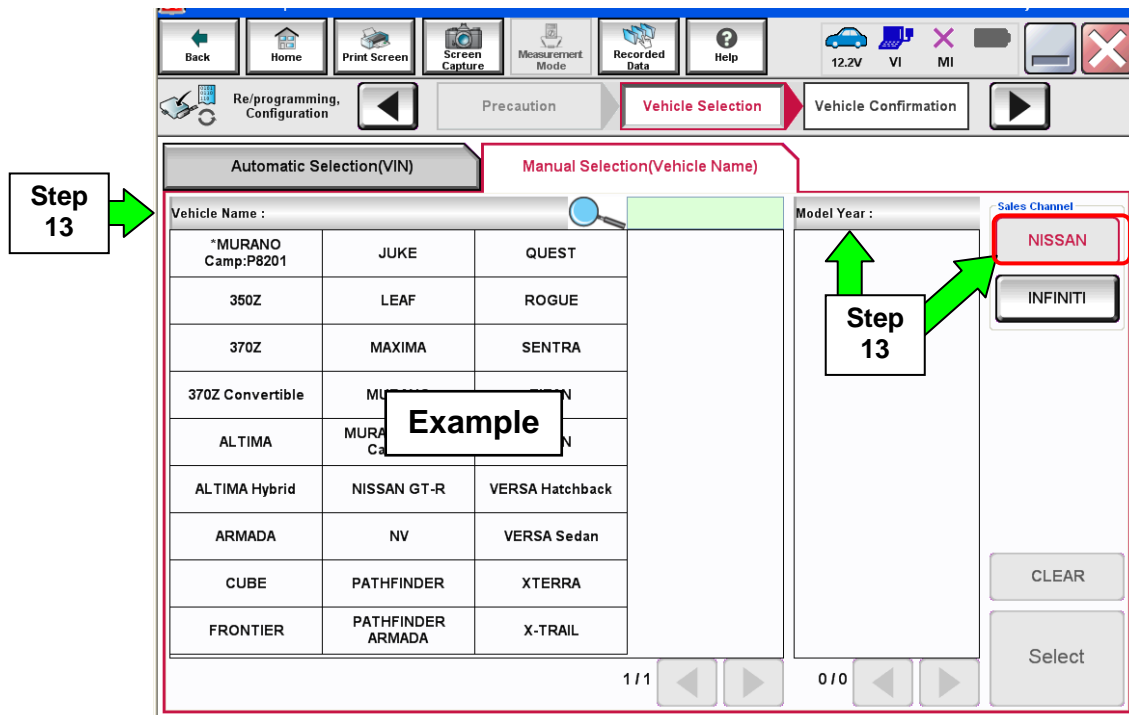 Back
Home
Print Screen
Screen
Capture
Measurement
Mode
Recorded
Data
Help
12.2V
VI
MI
Re/programming,
Configuration
Precaution
Vehicle Selection
Vehicle Confirmation
Automatic Selection(VIN)
Manual Selection(Vehicle Name)
Step
13
Vehicle Name :
Model Year :
Sales Channel
NISSAN
INFINITI
Step
13
*MURANO
Camp:P8201
JUKE
QUEST
350Z
LEAF
ROGUE
370Z
MAXIMA
SENTRA
370Z Convertible
Example
ALTIMA
ALTIMA Hybrid
NISSAN GT-R
VERSA Hatchback
ARMADA
NV
VERSA Sedan
CUBE
PATHFINDER
XTERRA
FRONTIER
PATHFINDER
ARMADA
X-TRAIL
CLEAR
Select
1/1
0/0